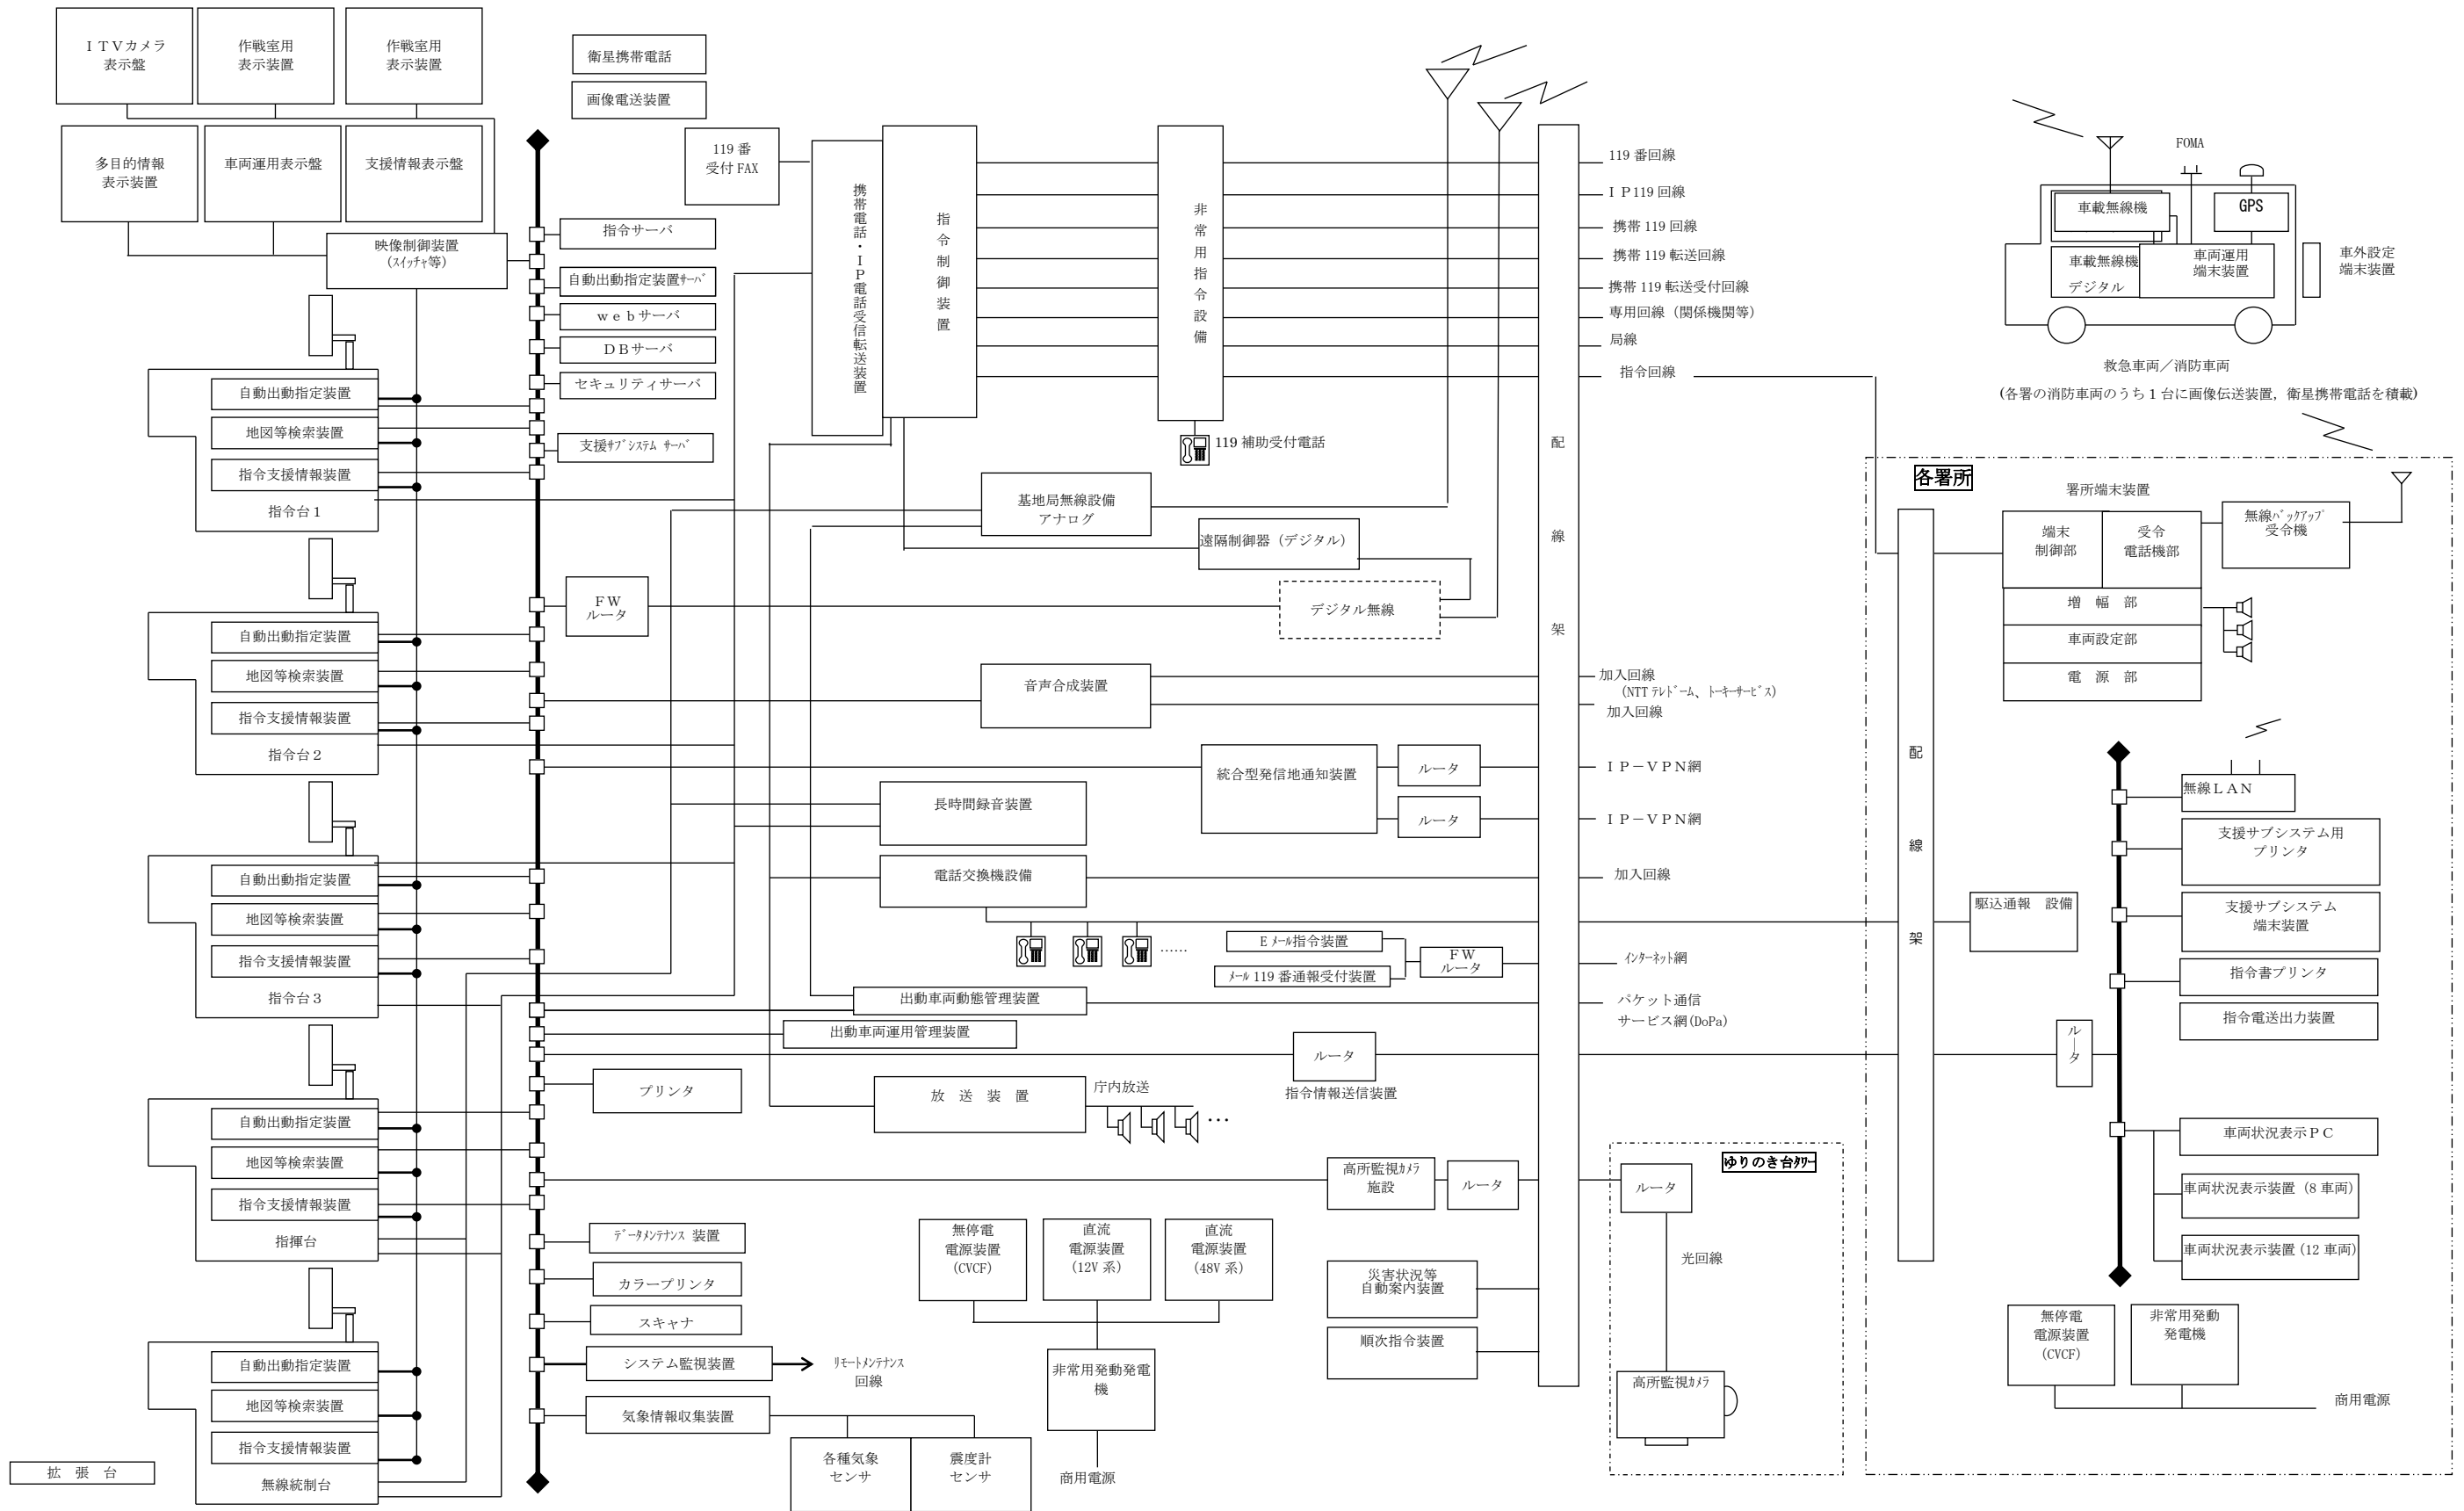 ＩＴＶカメラ
表示盤
作戦室用
表示装置
作戦室用
表示装置
多目的情報
表示装置
車両運用表示盤
支援情報表示盤
映像制御装置
(ｽｲｯﾁｬ等)
衛星携帯電話
画像電送装置
119番
受付FAX
携帯電話・ＩＰ電話受信転送装置
指令制御装置
非常用指令設備
119補助受付電話
配線架
119番回線
ＩＰ119回線
携帯119回線
携帯119転送回線
携帯119転送受付回線
専用回線（関係機関等）
局線
指令回線
指令サーバ
自動出動指定装置ｻｰﾊﾞ
ｗｅｂサーバ
ＤＢサーバ
セキュリティサーバ
支援ｻﾌﾞｼｽﾃﾑ ｻｰﾊﾞ
自動出動指定装置
地図等検索装置
指令支援情報装置
指令台１
自動出動指定装置
地図等検索装置
指令支援情報装置
指令台２
自動出動指定装置
地図等検索装置
指令支援情報装置
指令台３
自動出動指定装置
地図等検索装置
指令支援情報装置
指揮台
自動出動指定装置
地図等検索装置
指令支援情報装置
無線統制台
拡　張　台
基地局無線設備
アナログ
遠隔制御器（デジタル）
デジタル無線
ＦＷ
ルータ
音声合成装置
加入回線
(NTTﾃﾚﾄﾞｰﾑ、ﾄｰｷｰｻｰﾋﾞｽ)
加入回線
統合型発信地通知装置
ルータ
ＩＰ－ＶＰＮ網
ルータ
ＩＰ－ＶＰＮ網
長時間録音装置
電話交換機設備
加入回線
……
Eﾒｰﾙ指令装置
ﾒｰﾙ119番通報受付装置
ＦＷ
ルータ
ｲﾝﾀｰﾈｯﾄ網
出動車両動態管理装置
パケット通信
サービス網(DoPa)
出動車両運用管理装置
ルータ
指令情報送信装置
プリンタ
放　送　装　置
庁内放送
…
高所監視ｶﾒﾗ
施設
ルータ
ルータ
ゆりのき台ﾀﾜｰ
光回線
高所監視ｶﾒﾗ
ﾃﾞｰﾀﾒﾝﾃﾅﾝｽ 装置
カラープリンタ
スキャナ
システム監視装置
ﾘﾓｰﾄﾒﾝﾃﾅﾝｽ
回線
気象情報収集装置
各種気象
センサ
震度計
センサ
無停電
電源装置
(CVCF)
直流
電源装置
(12V系)
直流
電源装置
(48V系)
非常用発動発電
機
商用電源
災害状況等
自動案内装置
順次指令装置
FOMA
車載無線機
GPS
車載無線機
デジタル
車両運用
端末装置
車外設定
端末装置
救急車両／消防車両
(各署の消防車両のうち１台に画像伝送装置，衛星携帯電話を積載)
各署所
署所端末装置
端末
制御部
受令
電話機部
無線ﾊﾞｯｸｱｯﾌﾟ
受令機
増　幅　部
車両設定部
電　源　部
配線架
無線ＬＡＮ
支援サブシステム用
プリンタ
支援サブシステム
端末装置
駆込通報　設備
指令書プリンタ
指令電送出力装置
ルータ
車両状況表示ＰＣ
車両状況表示装置（8車両）
車両状況表示装置（12車両）
無停電
電源装置
(CVCF)
非常用発動
発電機
商用電源